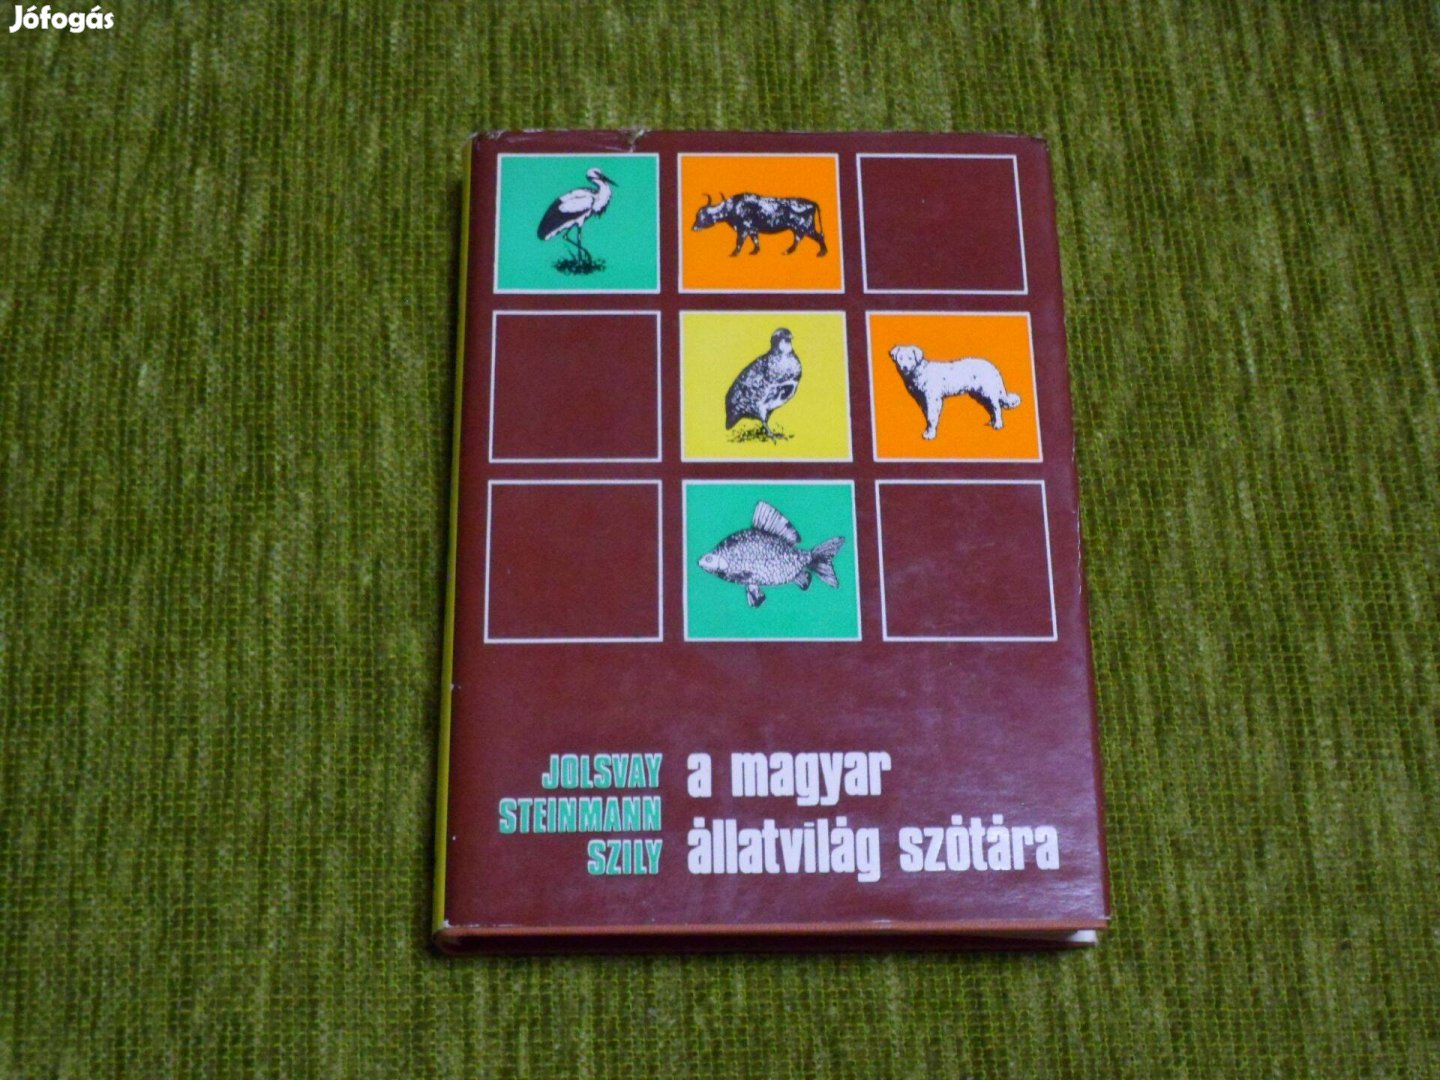 Jófogás
JOLSVAY
STEINMANN
SZILY
a magyar
állatvilág szótára